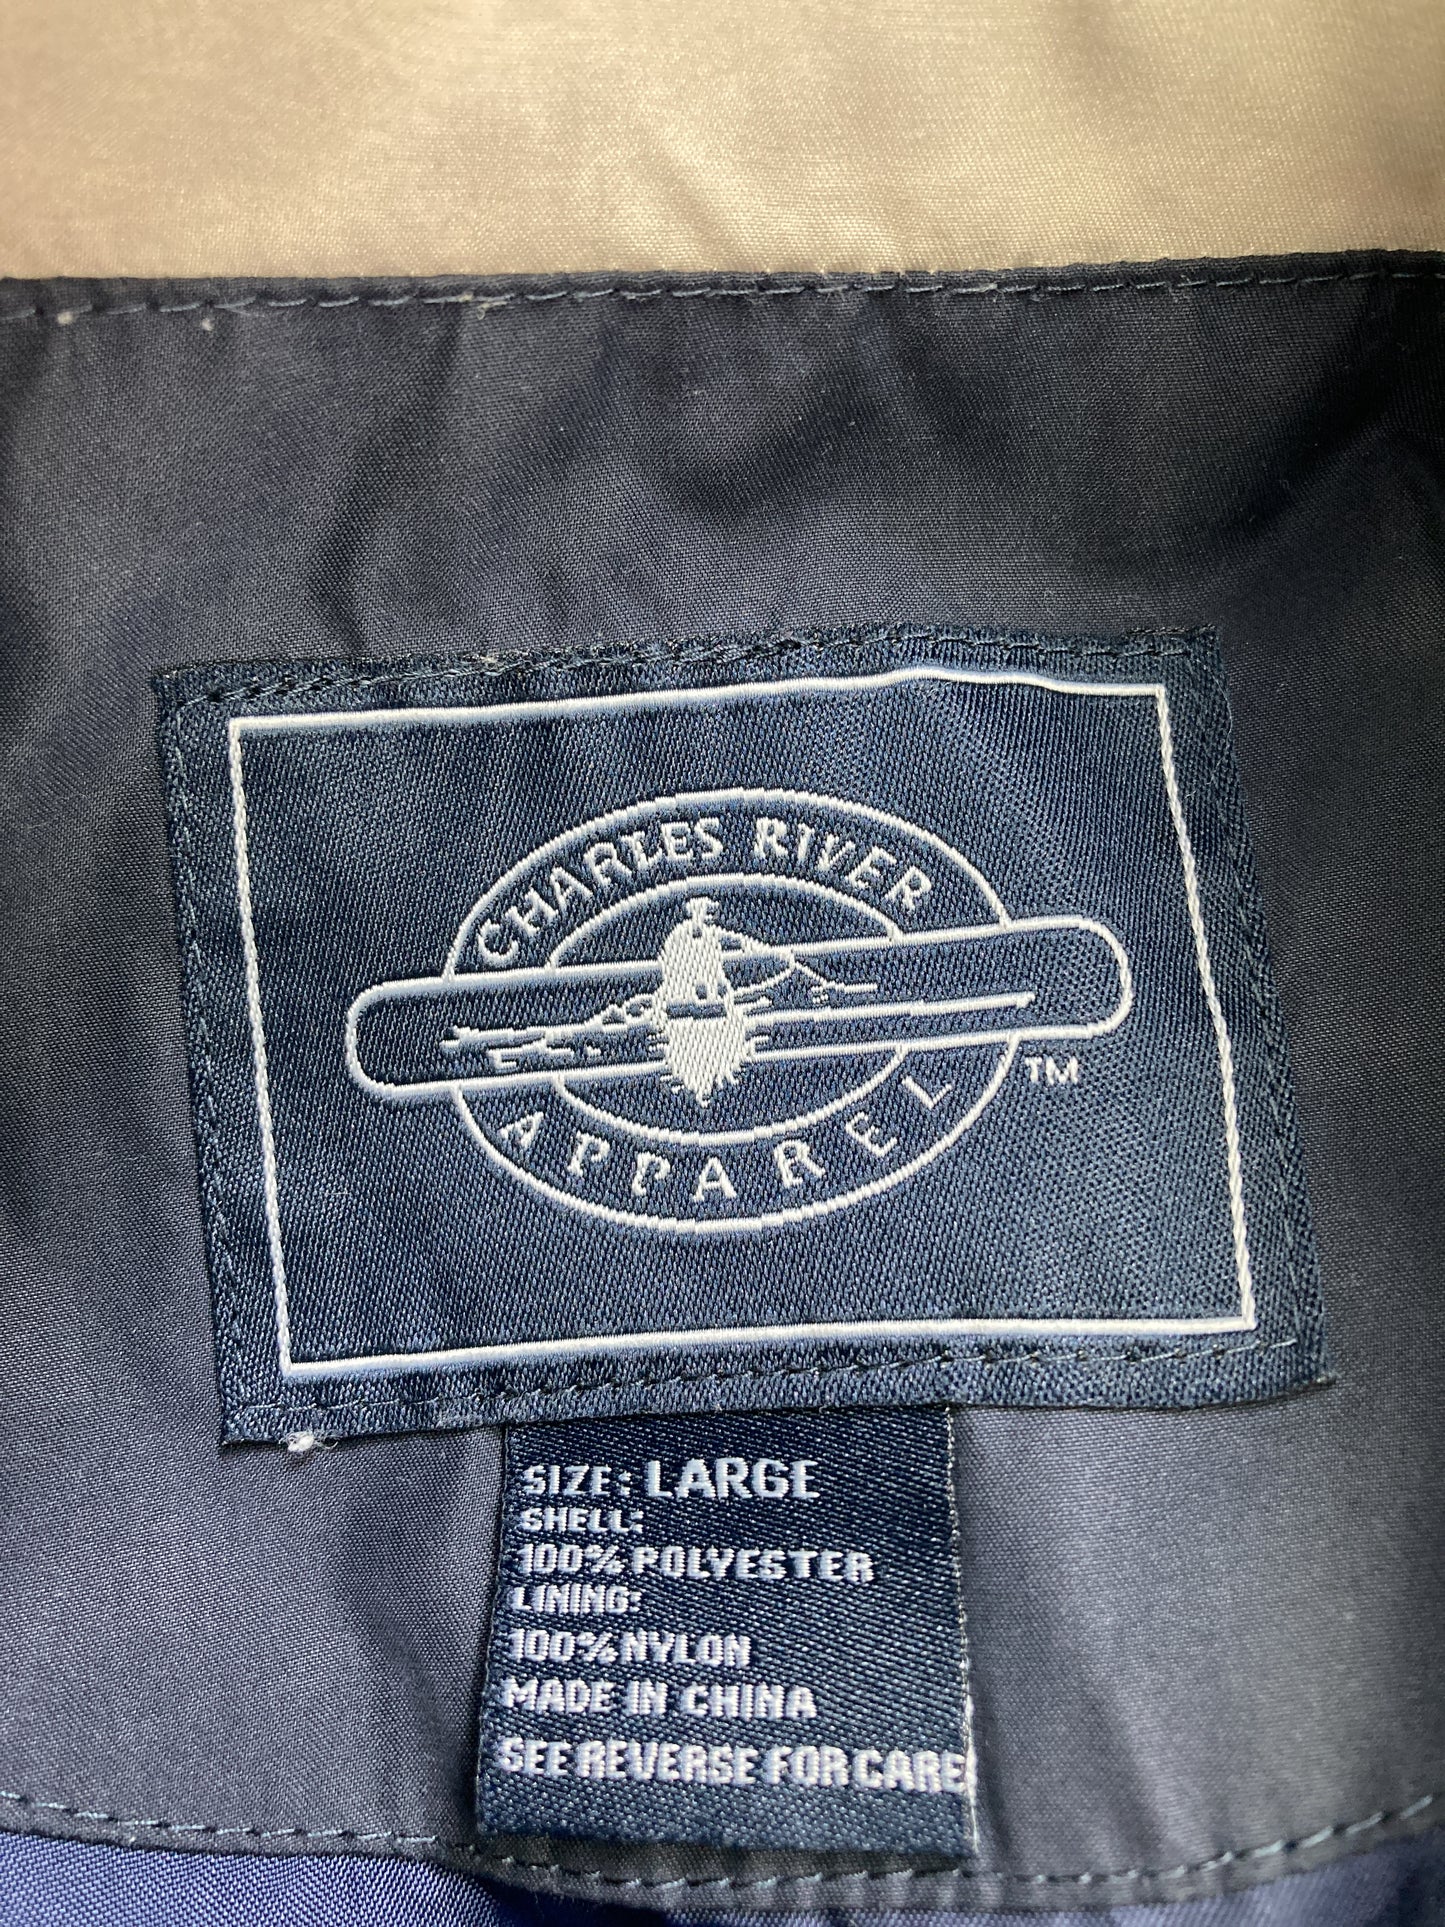 CHARLES RIVER
APPAREL
TM
SIZE: LARGE
SHELL:
100% POLYESTER
LINING:
100% NYLON
MADE IN CHINA
SEE REVERSE FOR CARE